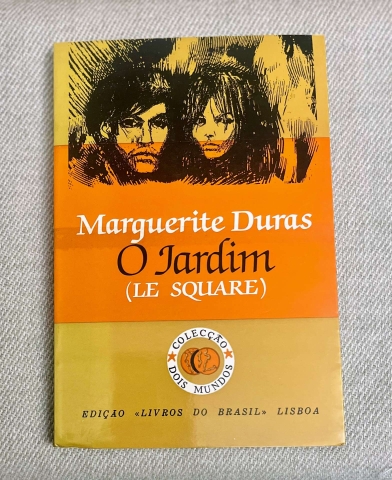 Marguerite Duras
O Jardim
(LE SQUARE)
COLECÇÃO
DOIS MUNDOS
EDIÇÃO «LIVROS DO BRASIL» LISBOA